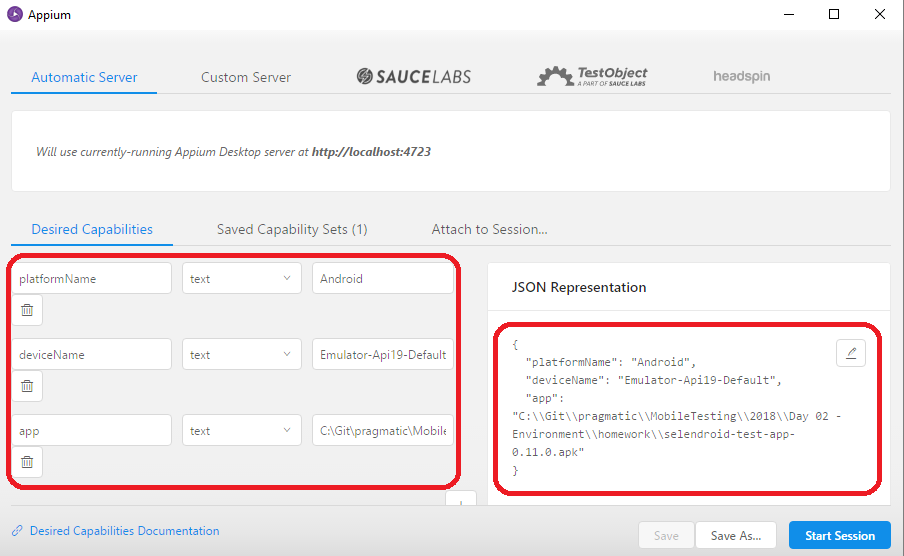 Appium
Automatic Server
Custom Server
SAUCELABS
TestObject
A PART OF SAUCE LABS
headspin
Will use currently-running Appium Desktop server at http://localhost:4723
Desired Capabilities
Saved Capability Sets (1)
Attach to Session...
platformName
text
Android
deviceName
text
Emulator-Api19-Default
app
text
C:\Git\pragmatic\Mobile
JSON Representation
{
"platformName": "Android",
"deviceName": "Emulator-Api19-Default",
"app":
"C:\\Git\\pragmatic\\MobileTesting\\2018\\Day 02 -
Environment\\homework\\selendroid-test-app-
0.11.0.apk"
}
Desired Capabilities Documentation
Save
Save As...
Start Session